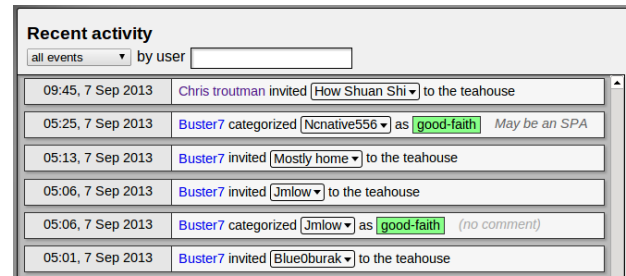 Recent activity
all events by user
09:45, 7 Sep 2013 Chris troutman invited How Shuan Shi to the teahouse
05:25, 7 Sep 2013 Buster7 categorized Ncnative556 as good-faith May be an SPA
05:13, 7 Sep 2013 Buster7 invited Mostly home to the teahouse
05:06, 7 Sep 2013 Buster7 invited Jmlow to the teahouse
05:06, 7 Sep 2013 Buster7 categorized Jmlow as good-faith (no comment)
05:01, 7 Sep 2013 Buster7 invited Blue0burak to the teahouse